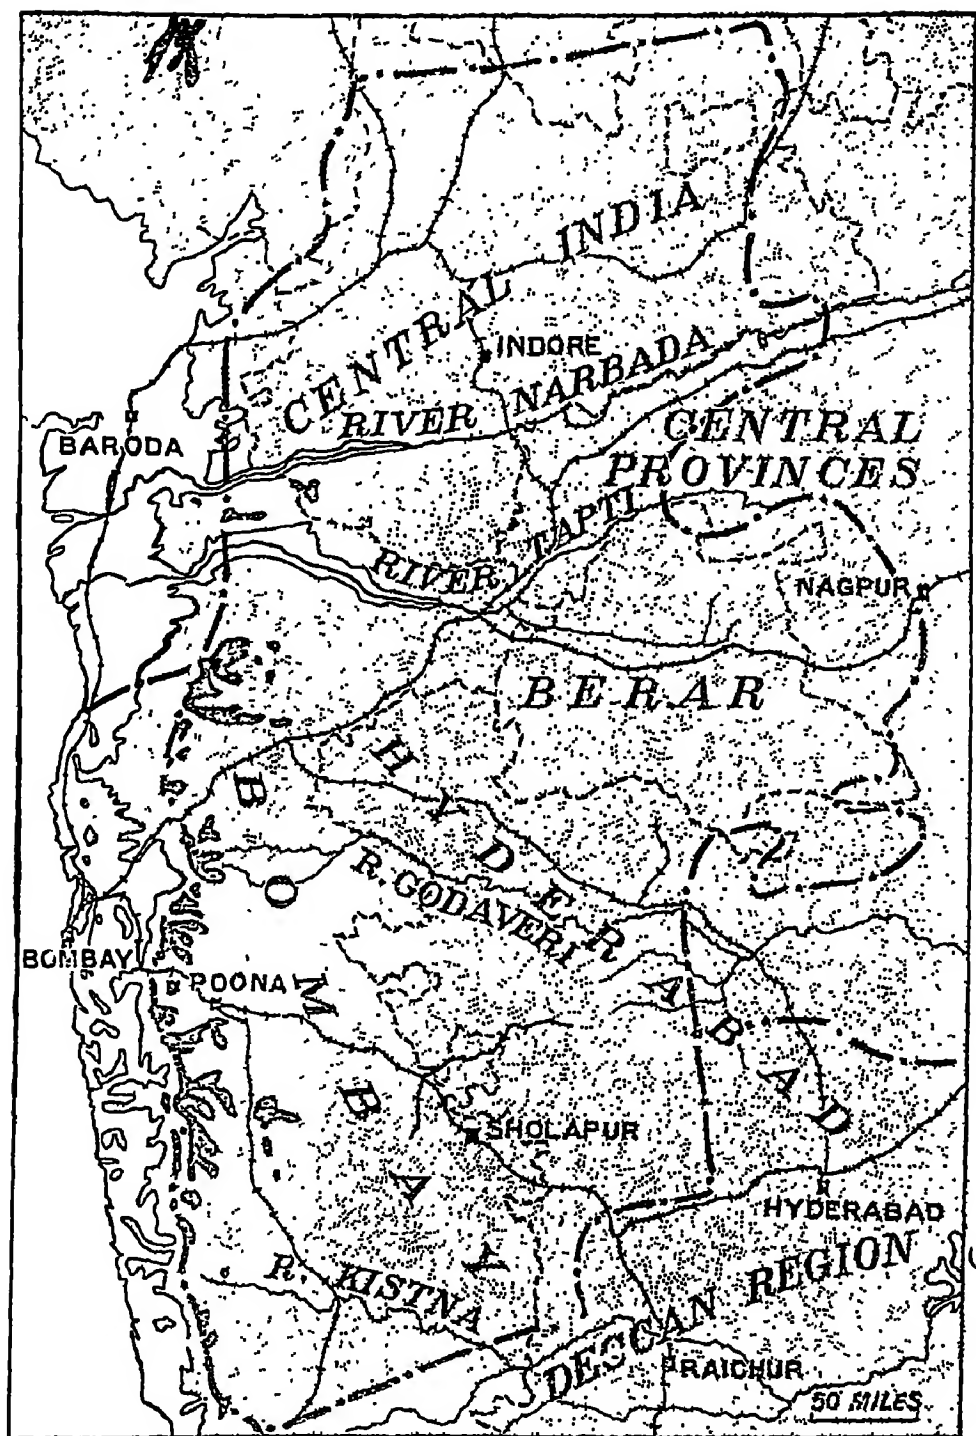 CENTRAL INDIA
INDORE
RIVER NARBADA
BARODA
CENTRAL
PROVINCES
RIVER TAPTI
NAGPUR
BERAR
HYDERABAD
BOMBAY
R. GODAVERI
BOMBAY
POONA
SHOLAPUR
HYDERABAD
R. KISTNA
DECCAN REGION
RAICHUR
50 MILES